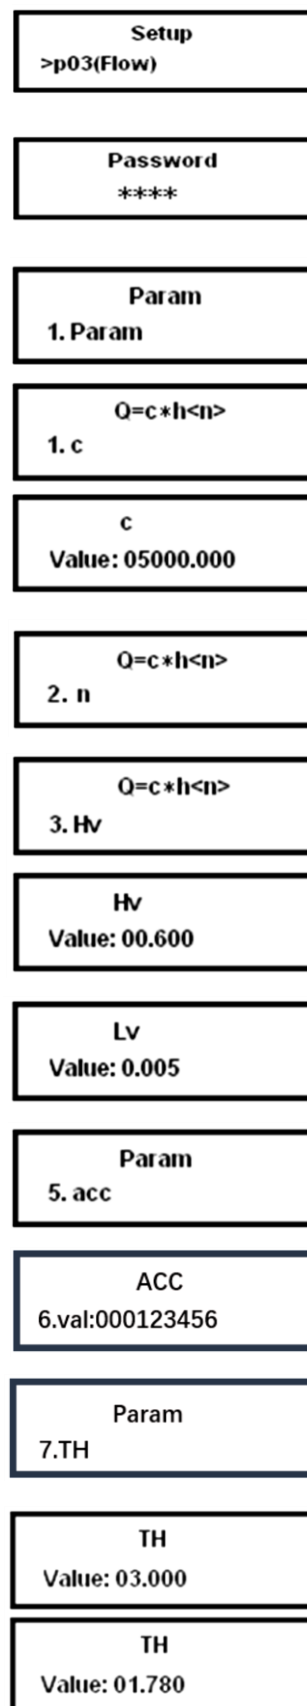 Setup
>p03(Flow)
Password
****
Param
1. Param
Q=c*h<n>
1. c
c
Value: 05000.000
Q=c*h<n>
2. n
Q=c*h<n>
3. Hv
Hv
Value: 00.600
Lv
Value: 0.005
Param
5. acc
ACC
6.val:000123456
Param
7.TH
TH
Value: 03.000
TH
Value: 01.780